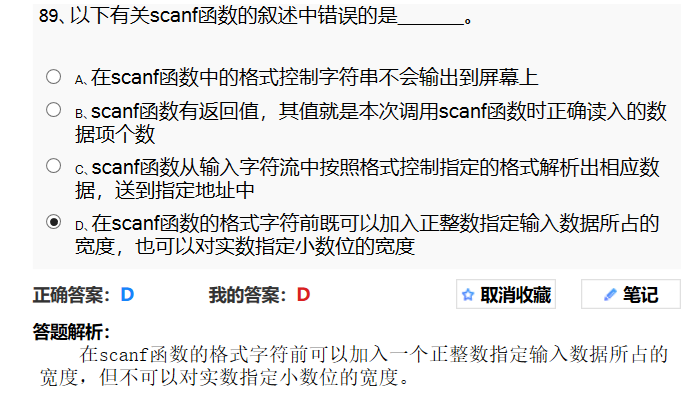 89、以下有关scanf函数的叙述中错误的是_______。
A、在scanf函数中的格式控制字符串不会输出到屏幕上
B、scanf函数有返回值，其值就是本次调用scanf函数时正确读入的数
据项个数
C、scanf函数从输入字符流中按照格式控制指定的格式解析出相应数
据，送到指定地址中
D、在scanf函数的格式字符前既可以加入正整数指定输入数据所占的
宽度，也可以对实数指定小数位的宽度
正确答案：D 我的答案：D 取消收藏 笔记
答题解析：
在scanf函数的格式字符前可以加入一个正整数指定输入数据所占的
宽度，但不可以对实数指定小数位的宽度。